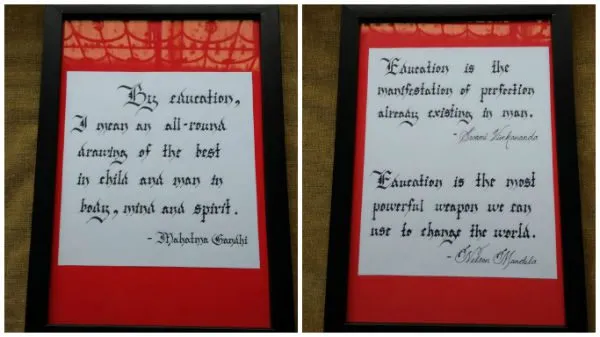 By education,
I mean an all-round
drawing of the best
in child and man in
body, mind and spirit.
- Mahatma Gandhi
Education is the
manifestation of perfection
already existing in man.
- Swami Vivekananda
Education is the most
powerful weapon we can
use to change the world.
- Nelson Mandela